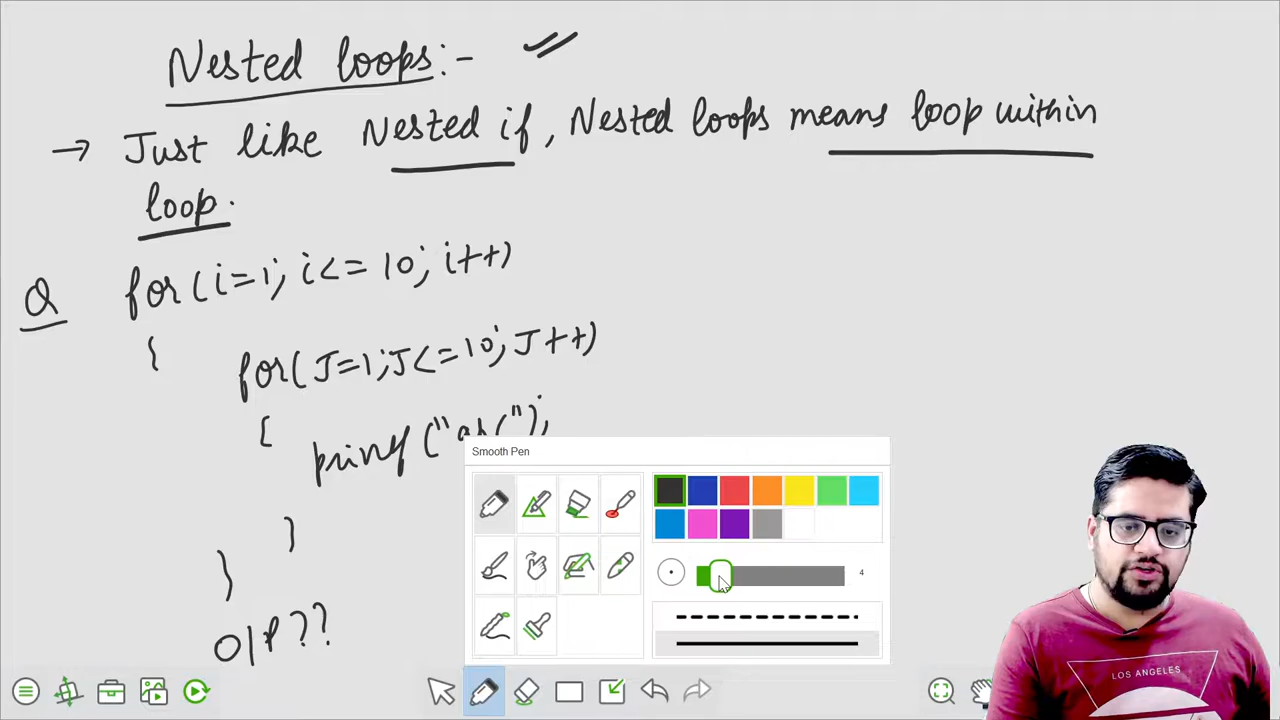 Nested loops:-
→ Just like Nested if, Nested loops means loop within
loop.
Q for(i=1; i<=10; i++)
{
for(J=1;J<=10;J++)
{ printf (" ");
}
}
O/P??
Smooth Pen
4
LOS ANGELES